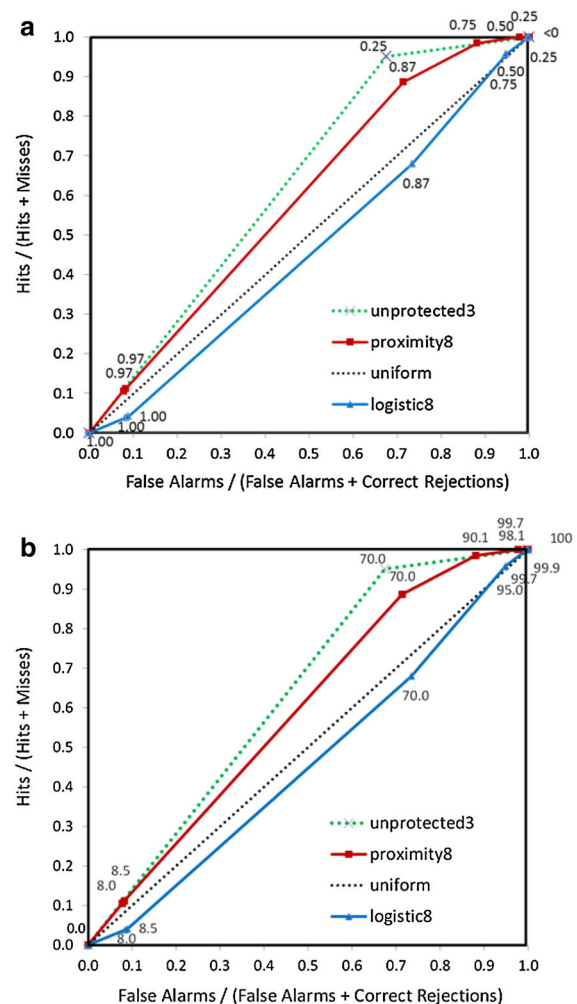 a
0.25
0.75 0.50 <0
1.0
0.25 0.87 0.50 0.25
0.9
0.75
0.8
0.7
0.87
0.6
0.5
0.4
Hits / (Hits + Misses)
0.3
unprotected3
proximity8
uniform
logistic8
0.97
0.2
0.97
0.1
1.00
1.00
0.0
1.00
0.0 0.1 0.2 0.3 0.4 0.5 0.6 0.7 0.8 0.9 1.0
False Alarms / (False Alarms + Correct Rejections)
b
99.7
90.1 98.1 100
1.0
70.0 70.0 99.7 99.9
0.9
95.0
0.8
0.7
70.0
0.6
0.5
0.4
Hits / (Hits + Misses)
0.3
unprotected3
proximity8
uniform
logistic8
8.5
0.2
8.0
0.1
0.0
8.0 8.5
0.0
0.0 0.1 0.2 0.3 0.4 0.5 0.6 0.7 0.8 0.9 1.0
False Alarms / (False Alarms + Correct Rejections)